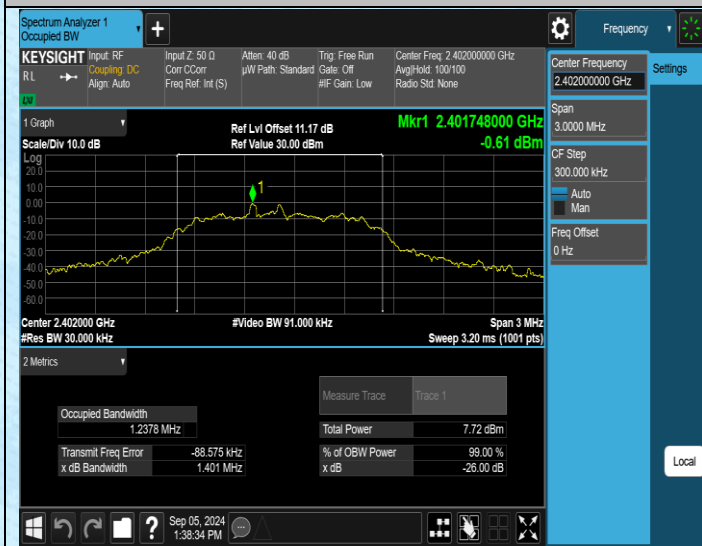 Spectrum Analyzer 1
Occupied BW
Frequency
KEYSIGHT
RL
LXI
Input: RF
Coupling: DC
Align: Auto
Input Z: 50 Ω
Corr CCorr
Freq Ref: Int (S)
Atten: 40 dB
µW Path: Standard
Trig: Free Run
Gate: Off
#IF Gain: Low
Center Freq: 2.402000000 GHz
Avg|Hold: 100/100
Radio Std: None
Center Frequency
2.402000000 GHz
Settings
Span
3.0000 MHz
CF Step
300.000 kHz
Auto
Man
Freq Offset
0 Hz
Local
1 Graph
Scale/Div 10.0 dB
Ref Lvl Offset 11.17 dB
Ref Value 30.00 dBm
Mkr1 2.401748000 GHz
-0.61 dBm
Log
20.0
10.0
0.00
-10.0
-20.0
-30.0
-40.0
-50.0
-60.0
1
Center 2.402000 GHz
#Res BW 30.000 kHz
#Video BW 91.000 kHz
Span 3 MHz
Sweep 3.20 ms (1001 pts)
2 Metrics
Measure Trace Trace 1
Occupied Bandwidth
1.2378 MHz
Total Power 7.72 dBm
Transmit Freq Error -88.575 kHz
% of OBW Power 99.00 %
x dB Bandwidth 1.401 MHz
x dB -26.00 dB
?
Sep 05, 2024
1:38:34 PM